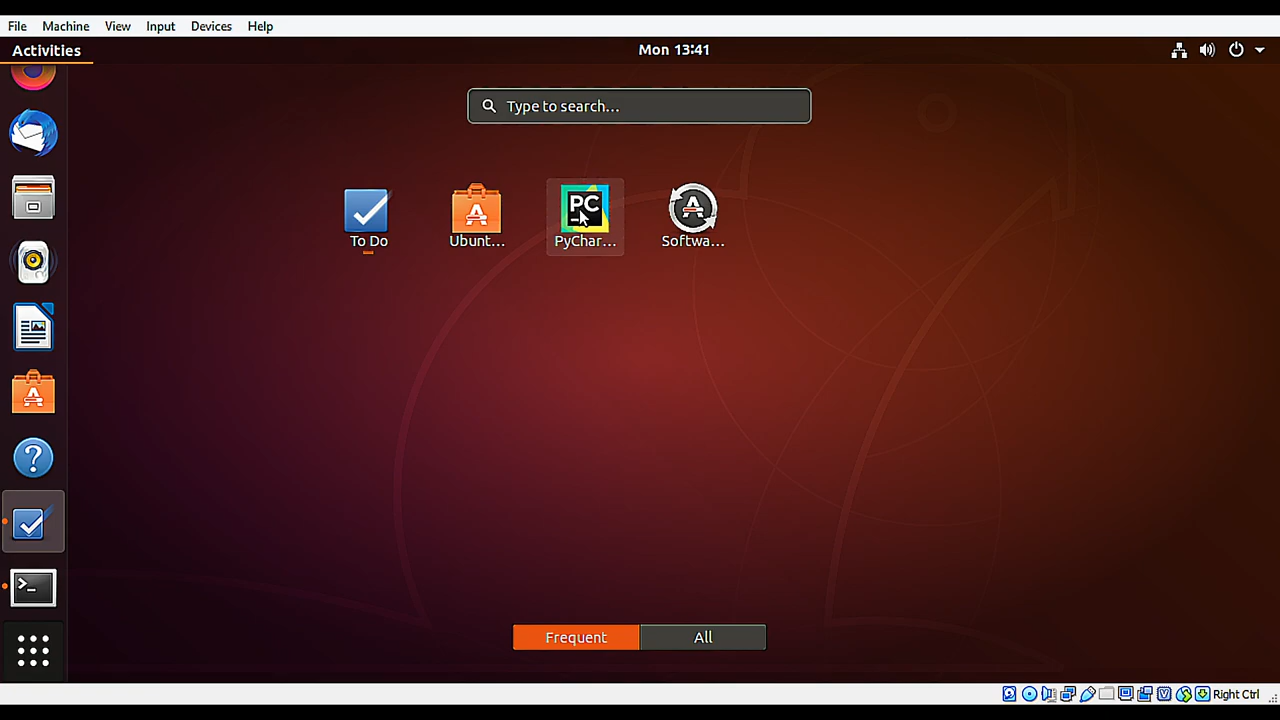 File Machine View Input Devices Help
Activities Mon 13:41
Type to search...
PC
To Do Ubunt... PyChar... Softwa...
Frequent All
Right Ctrl